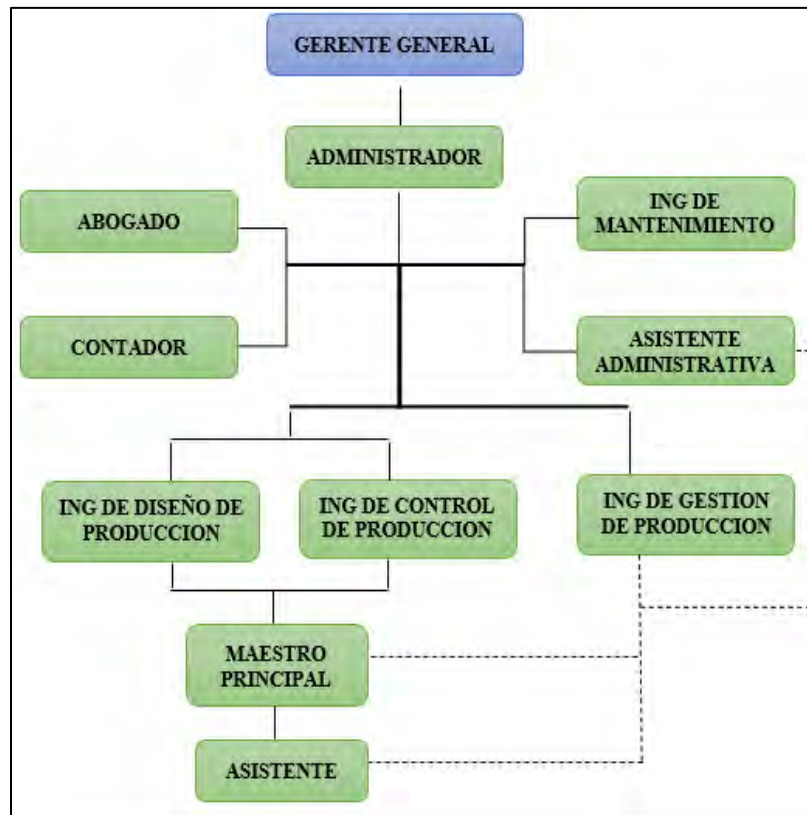 GERENTE GENERAL
ADMINISTRADOR
ABOGADO
ING DE
MANTENIMIENTO
CONTADOR
ASISTENTE
ADMINISTRATIVA
ING DE DISEÑO DE
PRODUCCION
ING DE CONTROL
DE PRODUCCION
ING DE GESTION
DE PRODUCCION
MAESTRO
PRINCIPAL
ASISTENTE